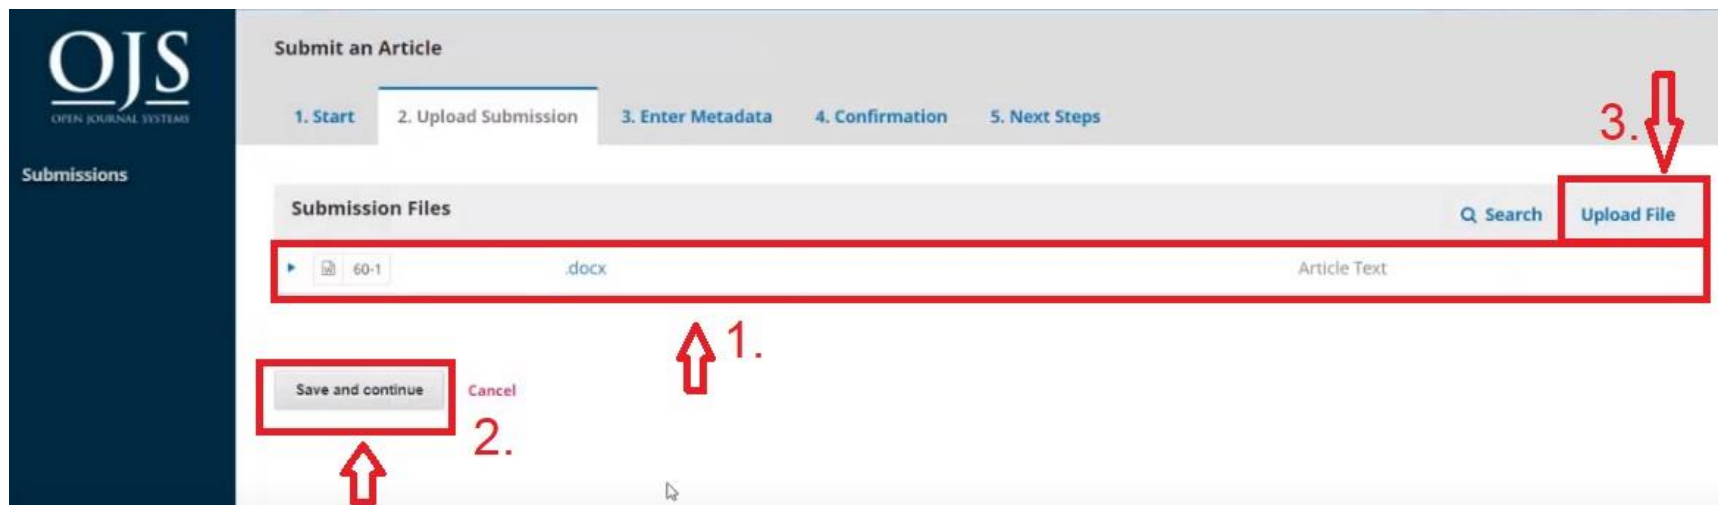 OJS
OPEN JOURNAL SYSTEMS
Submissions
Submit an Article
1. Start 2. Upload Submission 3. Enter Metadata 4. Confirmation 5. Next Steps
3.
Submission Files Search Upload File
60-1 .docx Article Text
1.
Save and continue Cancel
2.